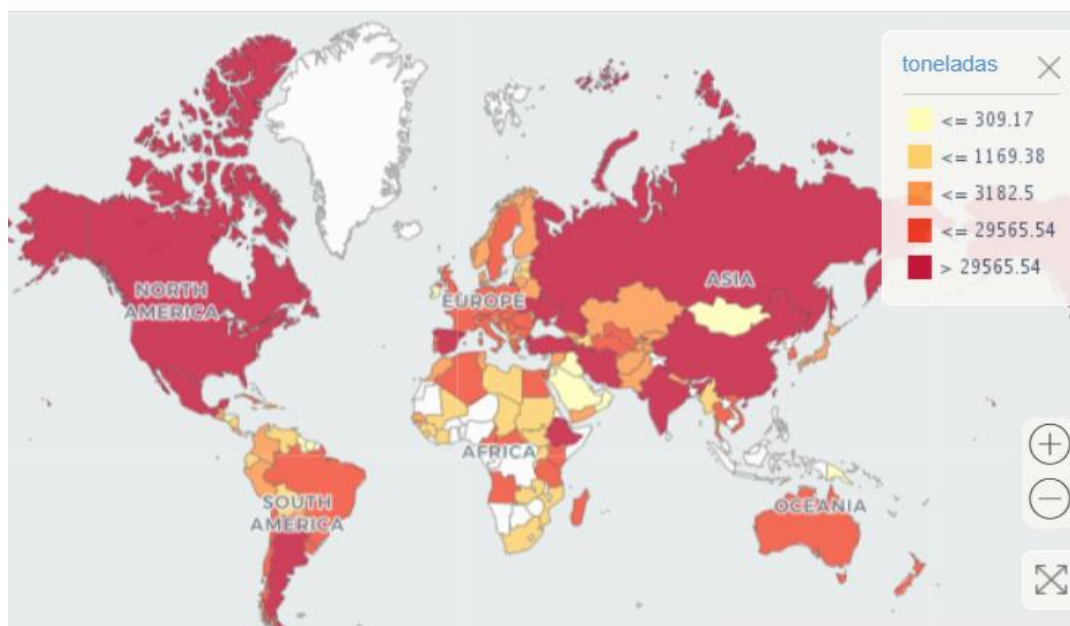 toneladas
<= 309.17
<= 1169.38
<= 3182.5
<= 29565.54
> 29565.54
NORTH
AMERICA
EUROPE
ASIA
AFRICA
SOUTH
AMERICA
OCEANIA